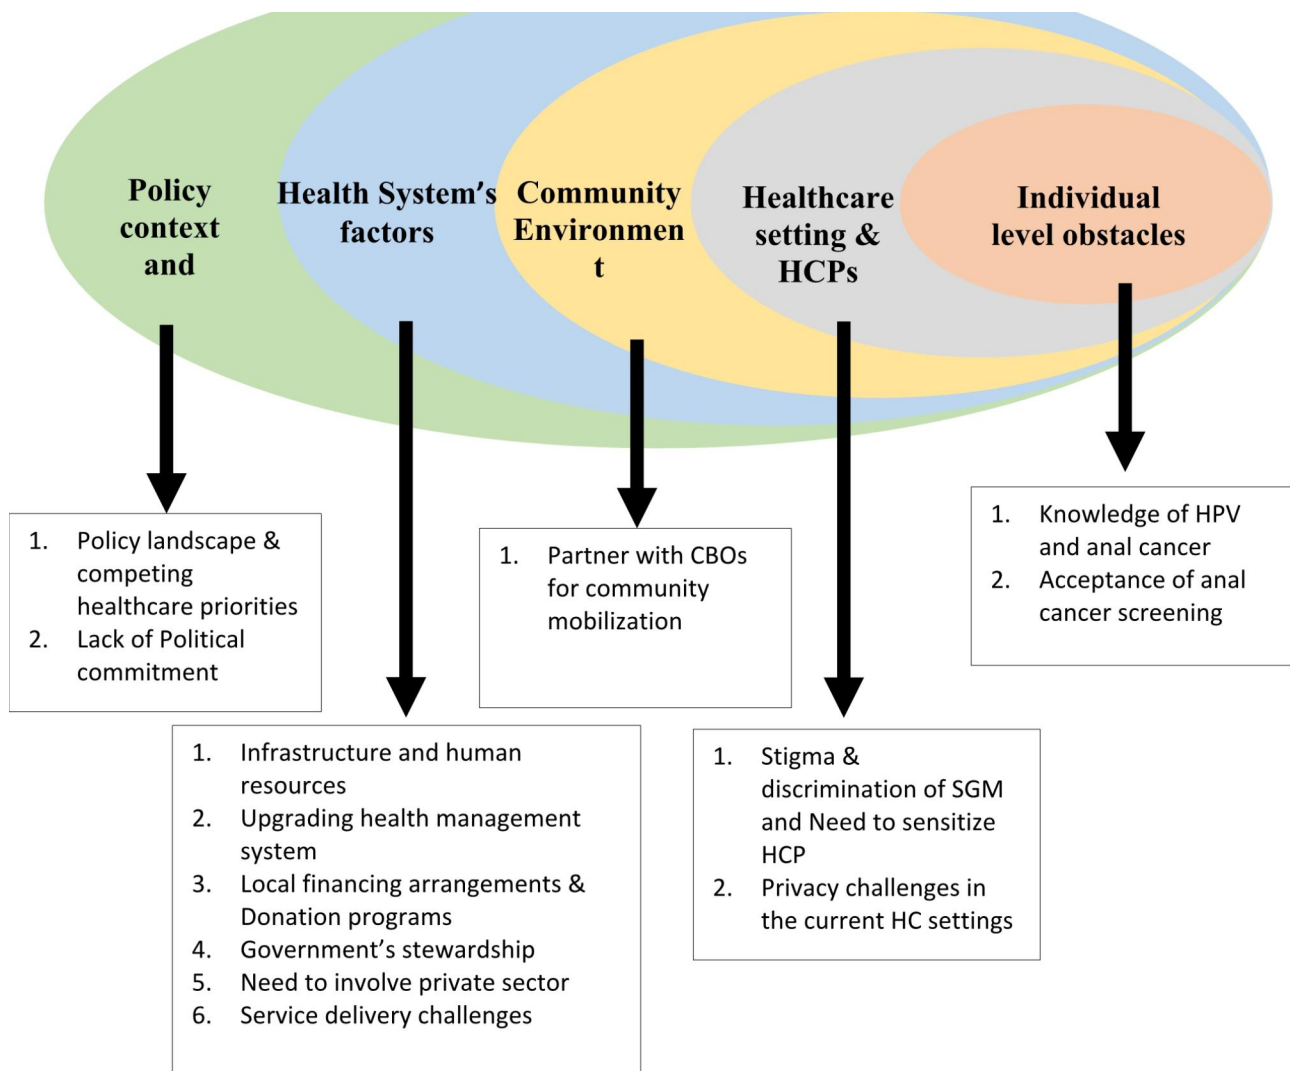 Policy
context
and
Health System's
factors
Community
Environmen
t
Healthcare
setting &
HCPs
Individual
level obstacles
1. Policy landscape &
competing
healthcare priorities
2. Lack of Political
commitment
1. Infrastructure and human
resources
2. Upgrading health management
system
3. Local financing arrangements &
Donation programs
4. Government’s stewardship
5. Need to involve private sector
6. Service delivery challenges
1. Partner with CBOs
for community
mobilization
1. Stigma &
discrimination of SGM
and Need to sensitize
HCP
2. Privacy challenges in
the current HC settings
1. Knowledge of HPV
and anal cancer
2. Acceptance of anal
cancer screening